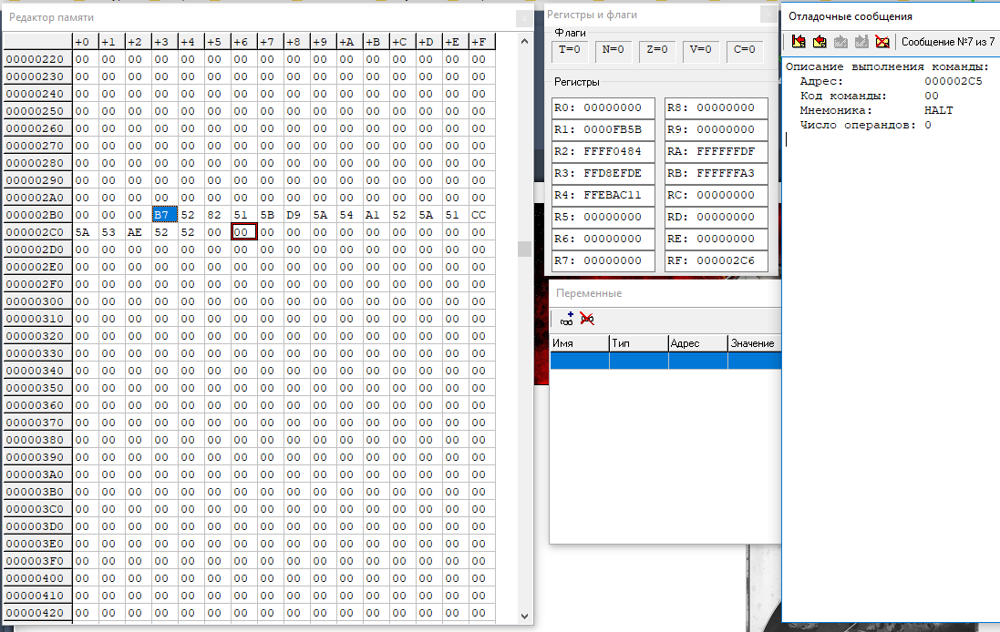 Редактор памяти
+0 +1 +2 +3 +4 +5 +6 +7 +8 +9 +A +B +C +D +E +F
00000220 00 00 00 00 00 00 00 00 00 00 00 00 00 00 00 00
00000230 00 00 00 00 00 00 00 00 00 00 00 00 00 00 00 00
00000240 00 00 00 00 00 00 00 00 00 00 00 00 00 00 00 00
00000250 00 00 00 00 00 00 00 00 00 00 00 00 00 00 00 00
00000260 00 00 00 00 00 00 00 00 00 00 00 00 00 00 00 00
00000270 00 00 00 00 00 00 00 00 00 00 00 00 00 00 00 00
00000280 00 00 00 00 00 00 00 00 00 00 00 00 00 00 00 00
00000290 00 00 00 00 00 00 00 00 00 00 00 00 00 00 00 00
000002A0 00 00 00 00 00 00 00 00 00 00 00 00 00 00 00 00
000002B0 00 00 00 B7 52 82 51 5B D9 5A 54 A1 52 5A 51 CC
000002C0 5A 53 AE 52 52 00 00 00 00 00 00 00 00 00 00 00
000002D0 00 00 00 00 00 00 00 00 00 00 00 00 00 00 00 00
000002E0 00 00 00 00 00 00 00 00 00 00 00 00 00 00 00 00
000002F0 00 00 00 00 00 00 00 00 00 00 00 00 00 00 00 00
00000300 00 00 00 00 00 00 00 00 00 00 00 00 00 00 00 00
00000310 00 00 00 00 00 00 00 00 00 00 00 00 00 00 00 00
00000320 00 00 00 00 00 00 00 00 00 00 00 00 00 00 00 00
00000330 00 00 00 00 00 00 00 00 00 00 00 00 00 00 00 00
00000340 00 00 00 00 00 00 00 00 00 00 00 00 00 00 00 00
00000350 00 00 00 00 00 00 00 00 00 00 00 00 00 00 00 00
00000360 00 00 00 00 00 00 00 00 00 00 00 00 00 00 00 00
00000370 00 00 00 00 00 00 00 00 00 00 00 00 00 00 00 00
00000380 00 00 00 00 00 00 00 00 00 00 00 00 00 00 00 00
00000390 00 00 00 00 00 00 00 00 00 00 00 00 00 00 00 00
000003A0 00 00 00 00 00 00 00 00 00 00 00 00 00 00 00 00
000003B0 00 00 00 00 00 00 00 00 00 00 00 00 00 00 00 00
000003C0 00 00 00 00 00 00 00 00 00 00 00 00 00 00 00 00
000003D0 00 00 00 00 00 00 00 00 00 00 00 00 00 00 00 00
000003E0 00 00 00 00 00 00 00 00 00 00 00 00 00 00 00 00
000003F0 00 00 00 00 00 00 00 00 00 00 00 00 00 00 00 00
00000400 00 00 00 00 00 00 00 00 00 00 00 00 00 00 00 00
00000410 00 00 00 00 00 00 00 00 00 00 00 00 00 00 00 00
00000420 00 00 00 00 00 00 00 00 00 00 00 00 00 00 00 00
Регистры и флаги
Флаги
T=0 N=0 Z=0 V=0 C=0
Регистры
R0: 00000000 R8: 00000000
R1: 0000FB5B R9: 00000000
R2: FFFF0484 RA: FFFFFFDF
R3: FFD8EFDE RB: FFFFFFA3
R4: FFEBAC11 RC: 00000000
R5: 00000000 RD: 00000000
R6: 00000000 RE: 00000000
R7: 00000000 RF: 000002C6
Переменные
Имя Тип Адрес Значение
Отладочные сообщения
Сообщение №7 из 7
Описание выполнения команды:
Адрес: 000002C5
Код команды: 00
Мнемоника: HALT
Число операндов: 0